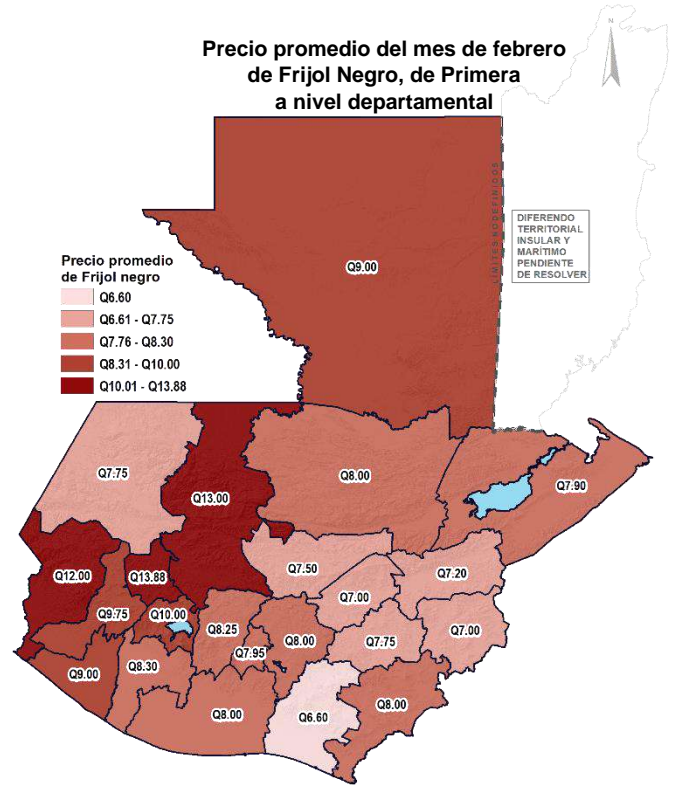 Precio promedio del mes de febrero
de Frijol Negro, de Primera
a nivel departamental
N
LIMITES NO DEFINIDOS
DIFERENDO
TERRITORIAL
INSULAR Y
MARÍTIMO
PENDIENTE
DE RESOLVER
Q9.00
Precio promedio
de Frijol negro
Q6.60
Q6.61 - Q7.75
Q7.76 - Q8.30
Q8.31 - Q10.00
Q10.01 - Q13.88
Q7.75
Q13.00
Q8.00
Q7.90
Q12.00
Q13.88
Q7.50
Q7.20
Q9.75
Q10.00
Q7.00
Q8.25
Q7.95
Q8.00
Q7.75
Q7.00
Q9.00
Q8.30
Q8.00
Q6.60
Q8.00